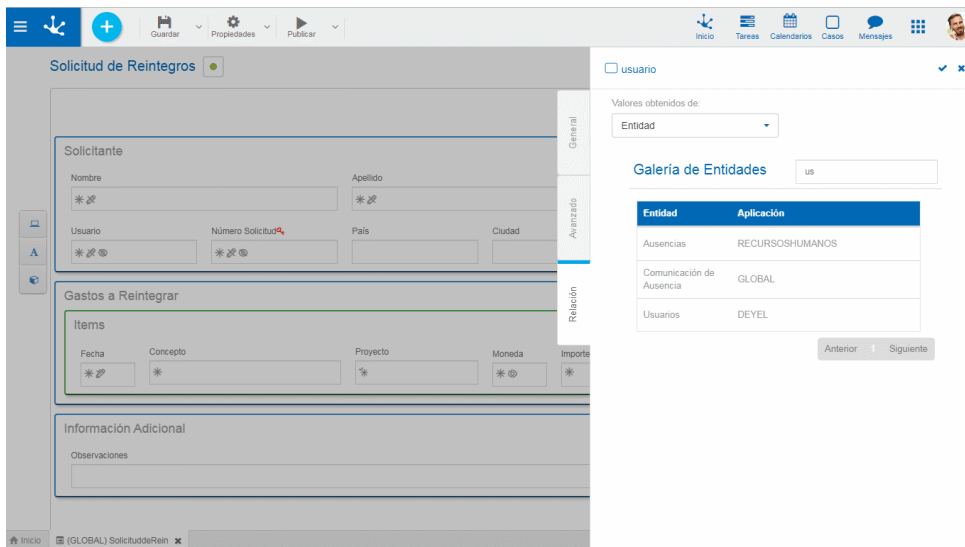 Guardar
Propiedades
Publicar
Inicio
Tareas
Calendarios
Casos
Mensajes
Solicitud de Reintegros
Solicitante
Nombre
Apellido
Usuario
Número Solicitud
País
Ciudad
A
Gastos a Reintegrar
Items
Fecha
Concepto
Proyecto
Moneda
Importe
Información Adicional
Observaciones
General
Avanzado
Relación
usuario
Valores obtenidos de:
Entidad
Galería de Entidades
us
Entidad Aplicación
Ausencias RECURSOSHUMANOS
Comunicación de
Ausencia GLOBAL
Usuarios DEYEL
Anterior 1 Siguiente
Inicio
(GLOBAL) SolicituddeRein